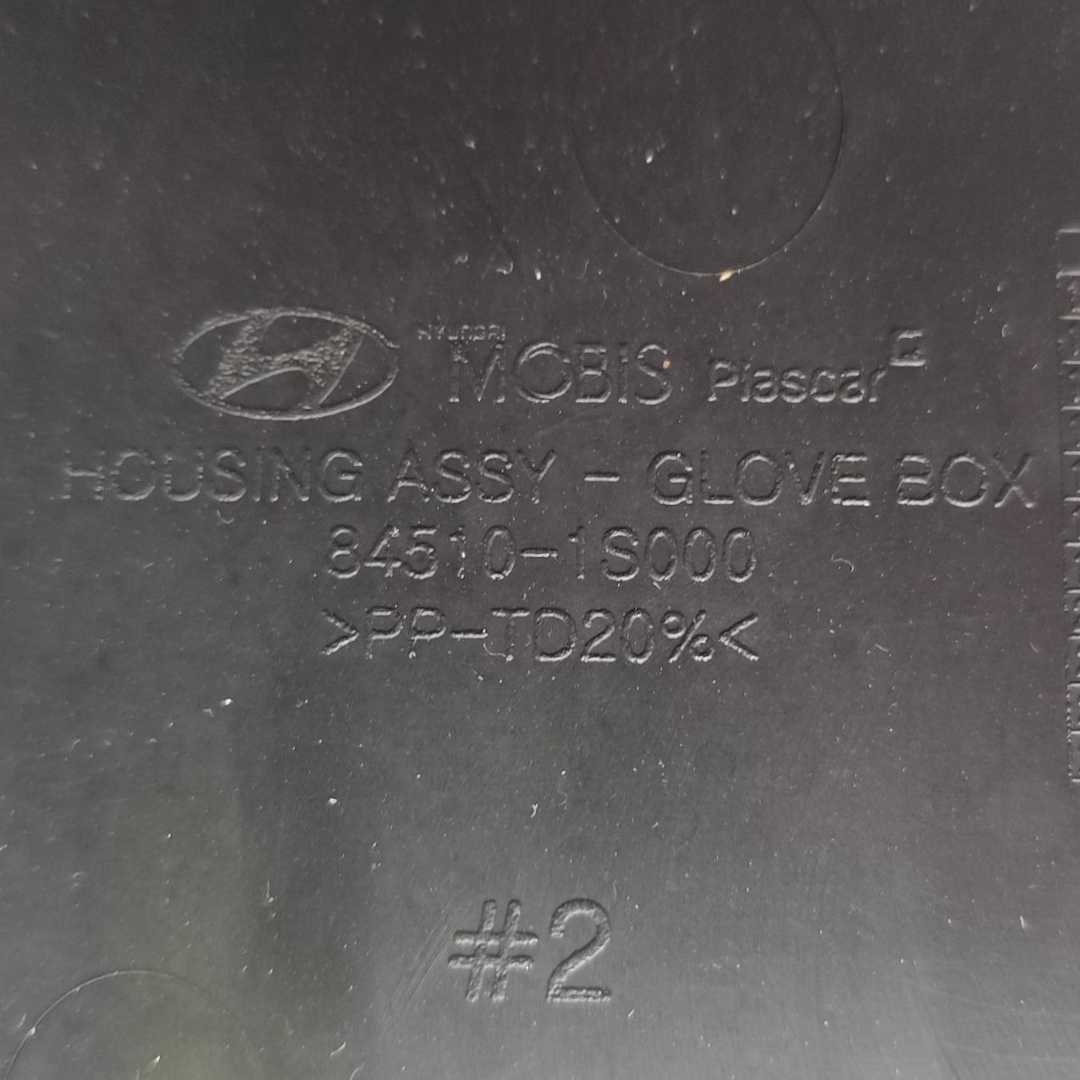 HYUNDAI
MOBIS Plascar
HOUSING ASSY - GLOVE BOX
84510-1S000
>PP-TD20%<
#2